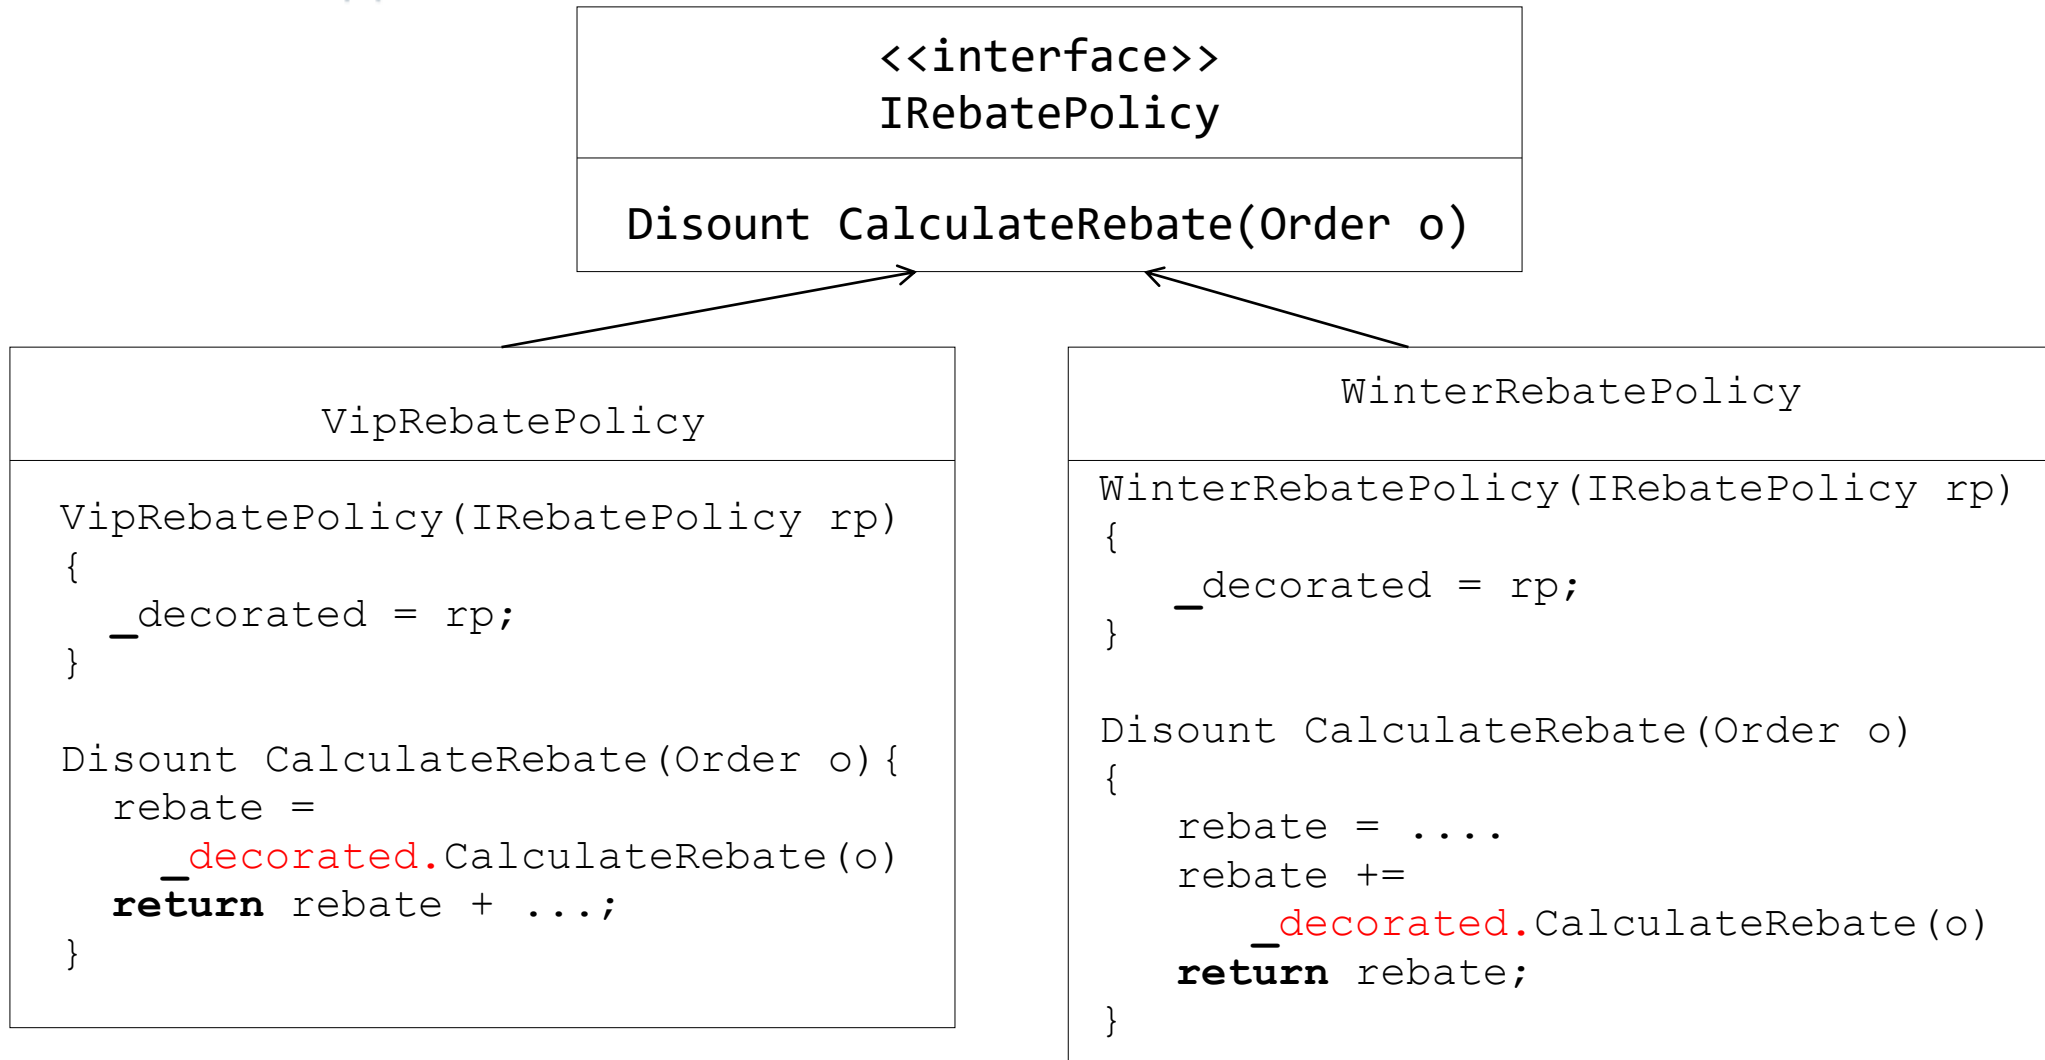 <<interface>>
IRebatePolicy
Disount CalculateRebate(Order o)
VipRebatePolicy
VipRebatePolicy(IRebatePolicy rp)
{
_decorated = rp;
}
Disount CalculateRebate(Order o){
rebate =
_decorated.CalculateRebate(o)
return rebate + ...;
}
WinterRebatePolicy
WinterRebatePolicy(IRebatePolicy rp)
{
_decorated = rp;
}
Disount CalculateRebate(Order o)
{
rebate = ....
rebate +=
_decorated.CalculateRebate(o)
return rebate;
}